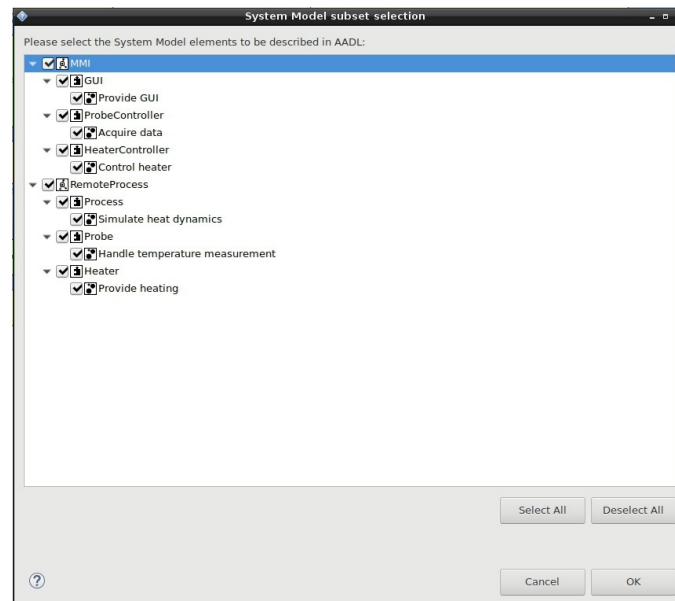 System Model subset selection
Please select the System Model elements to be described in AADL:
MMI
GUI
Provide GUI
ProbeController
Acquire data
HeaterController
Control heater
RemoteProcess
Process
Simulate heat dynamics
Probe
Handle temperature measurement
Heater
Provide heating
Select All
Deselect All
?
Cancel
OK